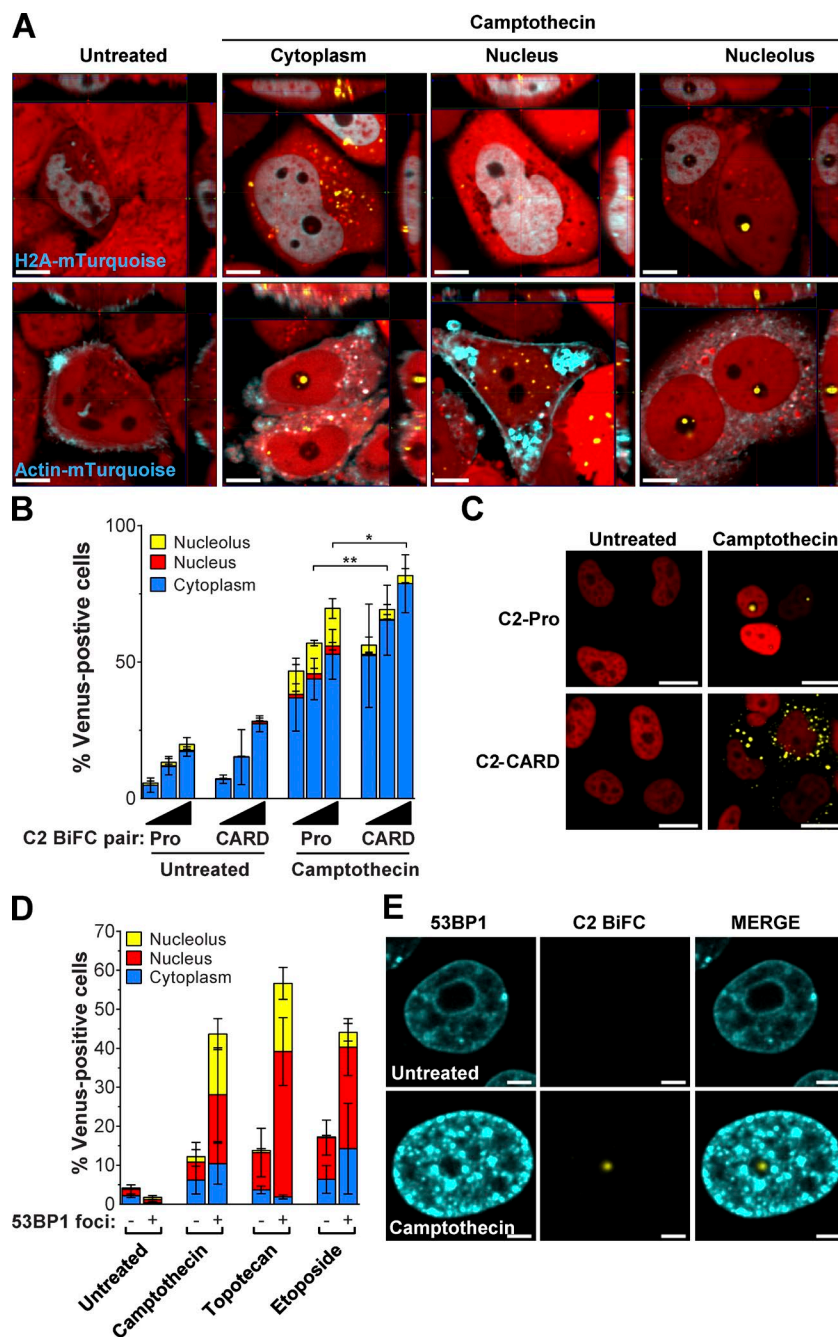 A
Camptothecin
Untreated
Cytoplasm
Nucleus
Nucleolus
H2A-mTurquoise
Actin-mTurquoise
B
% Venus-postive cells
100
50
0
Nucleolus
Nucleus
Cytoplasm
*
**
C2 BiFC pair: Pro CARD Pro CARD
Untreated Camptothecin
C
Untreated Camptothecin
C2-Pro
C2-CARD
D
% Venus-positive cells
70
60
50
40
30
20
10
0
Nucleolus
Nucleus
Cytoplasm
53BP1 foci: - + - + - + - +
Untreated
Camptothecin
Topotecan
Etoposide
E
53BP1 C2 BiFC MERGE
Untreated
Camptothecin